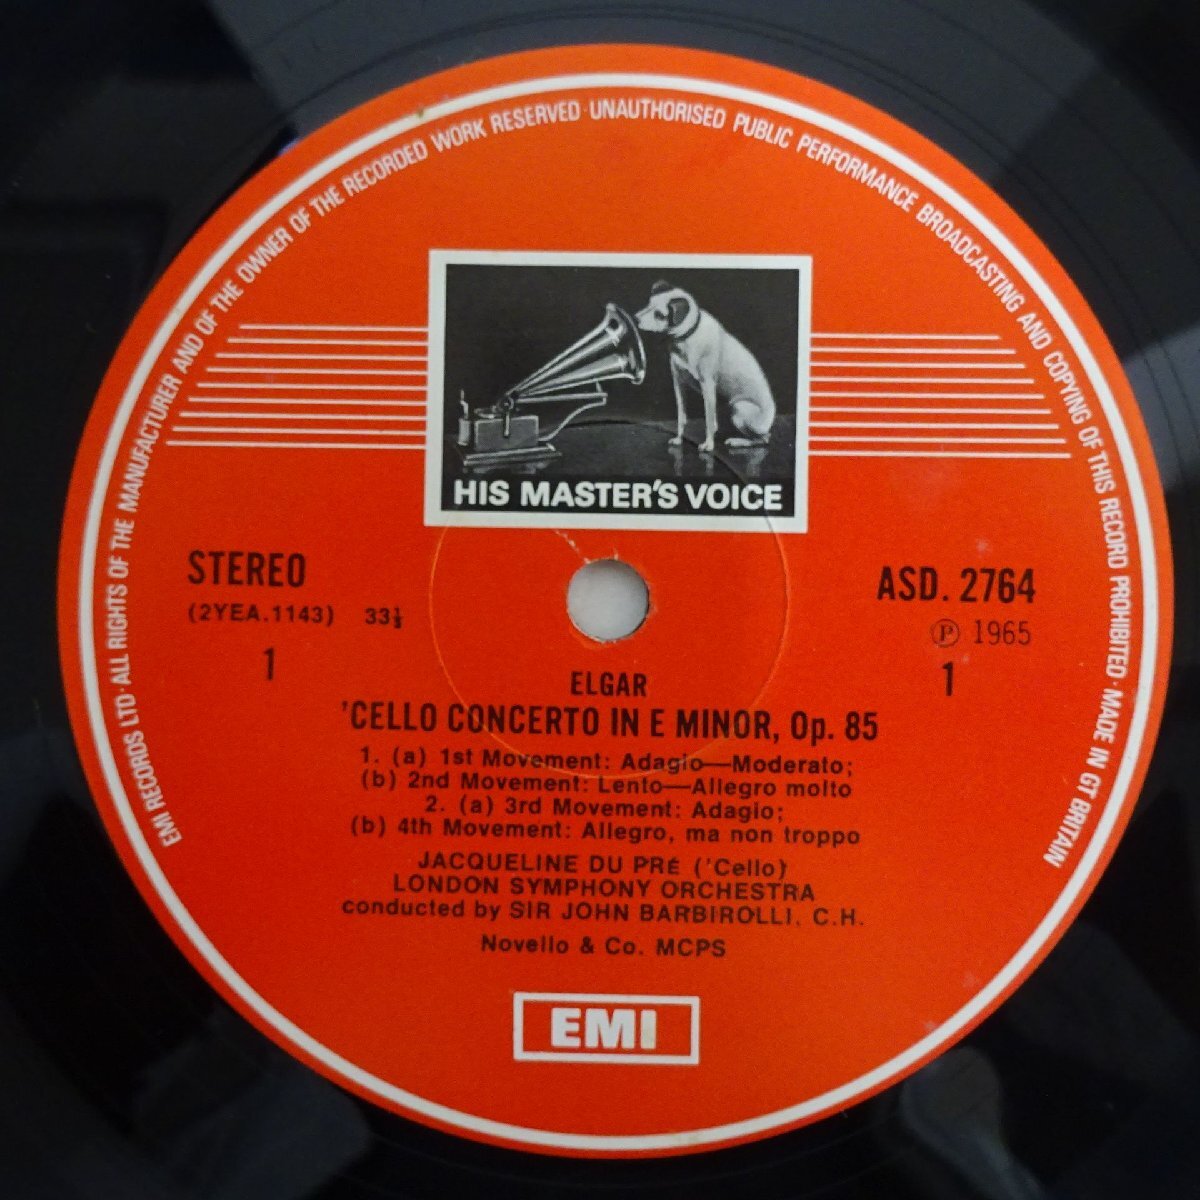 EMI RECORDS LTD·ALL RIGHTS OF THE MANUFACTURER AND OF THE OWNER OF THE RECORDED WORK RESERVED·UNAUTHORISED PUBLIC PERFORMANCE BROADCASTING AND COPYING OF THIS RECORD PROHIBITED·MADE IN GT BRITAIN
HIS MASTER'S VOICE
STEREO
(2YEA.1143) 33⅓
1
ASD. 2764
Ⓟ 1965
1
ELGAR
'CELLO CONCERTO IN E MINOR, Op. 85
1. (a) 1st Movement: Adagio—Moderato;
(b) 2nd Movement: Lento—Allegro molto
2. (a) 3rd Movement: Adagio;
(b) 4th Movement: Allegro, ma non troppo
JACQUELINE DU PRÉ ('Cello)
LONDON SYMPHONY ORCHESTRA
conducted by SIR JOHN BARBIROLLI. C.H.
Novello & Co. MCPS
EMI